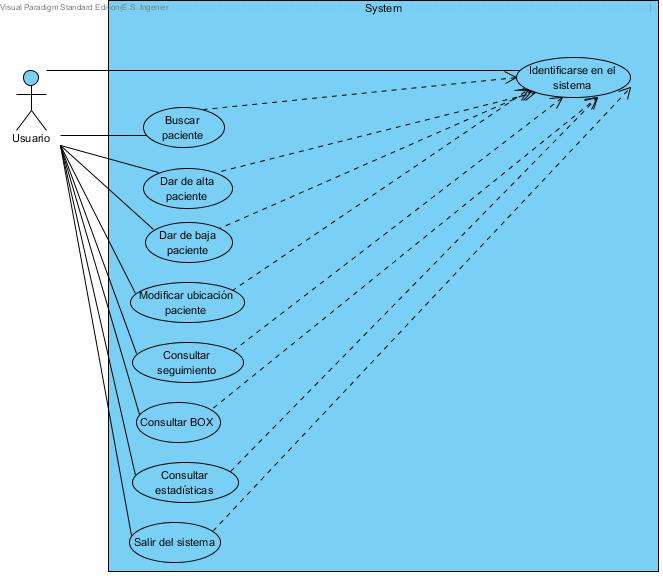 Visual Paradigm Standard Edition(E.S. Ingenier
)
System
Identificarse en el
sistema
Usuario
Buscar
paciente
Dar de alta
paciente
Dar de baja
paciente
Modificar ubicación
paciente
Consultar
seguimiento
Consultar BOX
Consultar
estadísticas
Salir del sistema